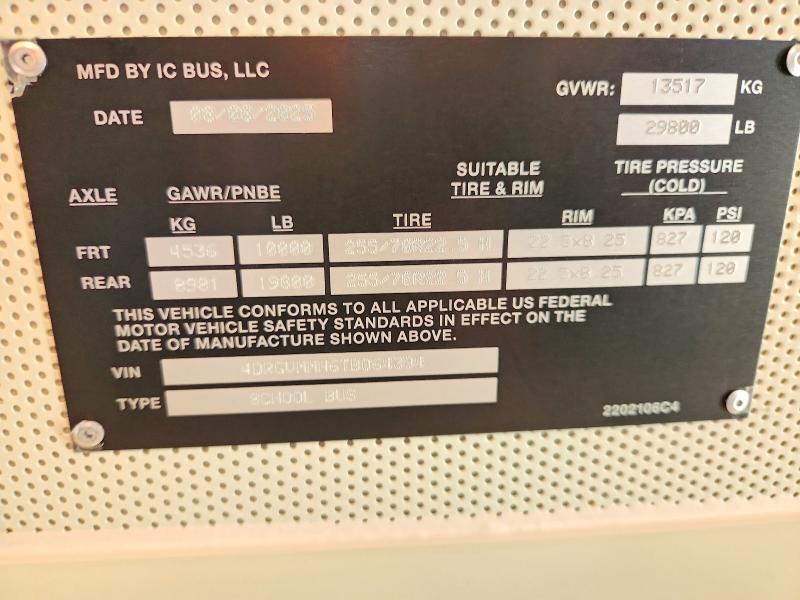 MFD BY IC BUS, LLC
GVWR: 13517 KG
DATE 08/08/2025
29800 LB
SUITABLE TIRE PRESSURE
AXLE GAWR/PNBE TIRE & RIM (COLD)
KG LB TIRE RIM KPA PSI
FRT 4536 10000 255/70R22.5 H 22.5x8.25 827 120
REAR 8981 19800 255/70R22.5 H 22.5x8.25 827 120
THIS VEHICLE CONFORMS TO ALL APPLICABLE US FEDERAL
MOTOR VEHICLE SAFETY STANDARDS IN EFFECT ON THE
DATE OF MANUFACTURE SHOWN ABOVE.
VIN
TYPE SCHOOL BUS
2202106C4